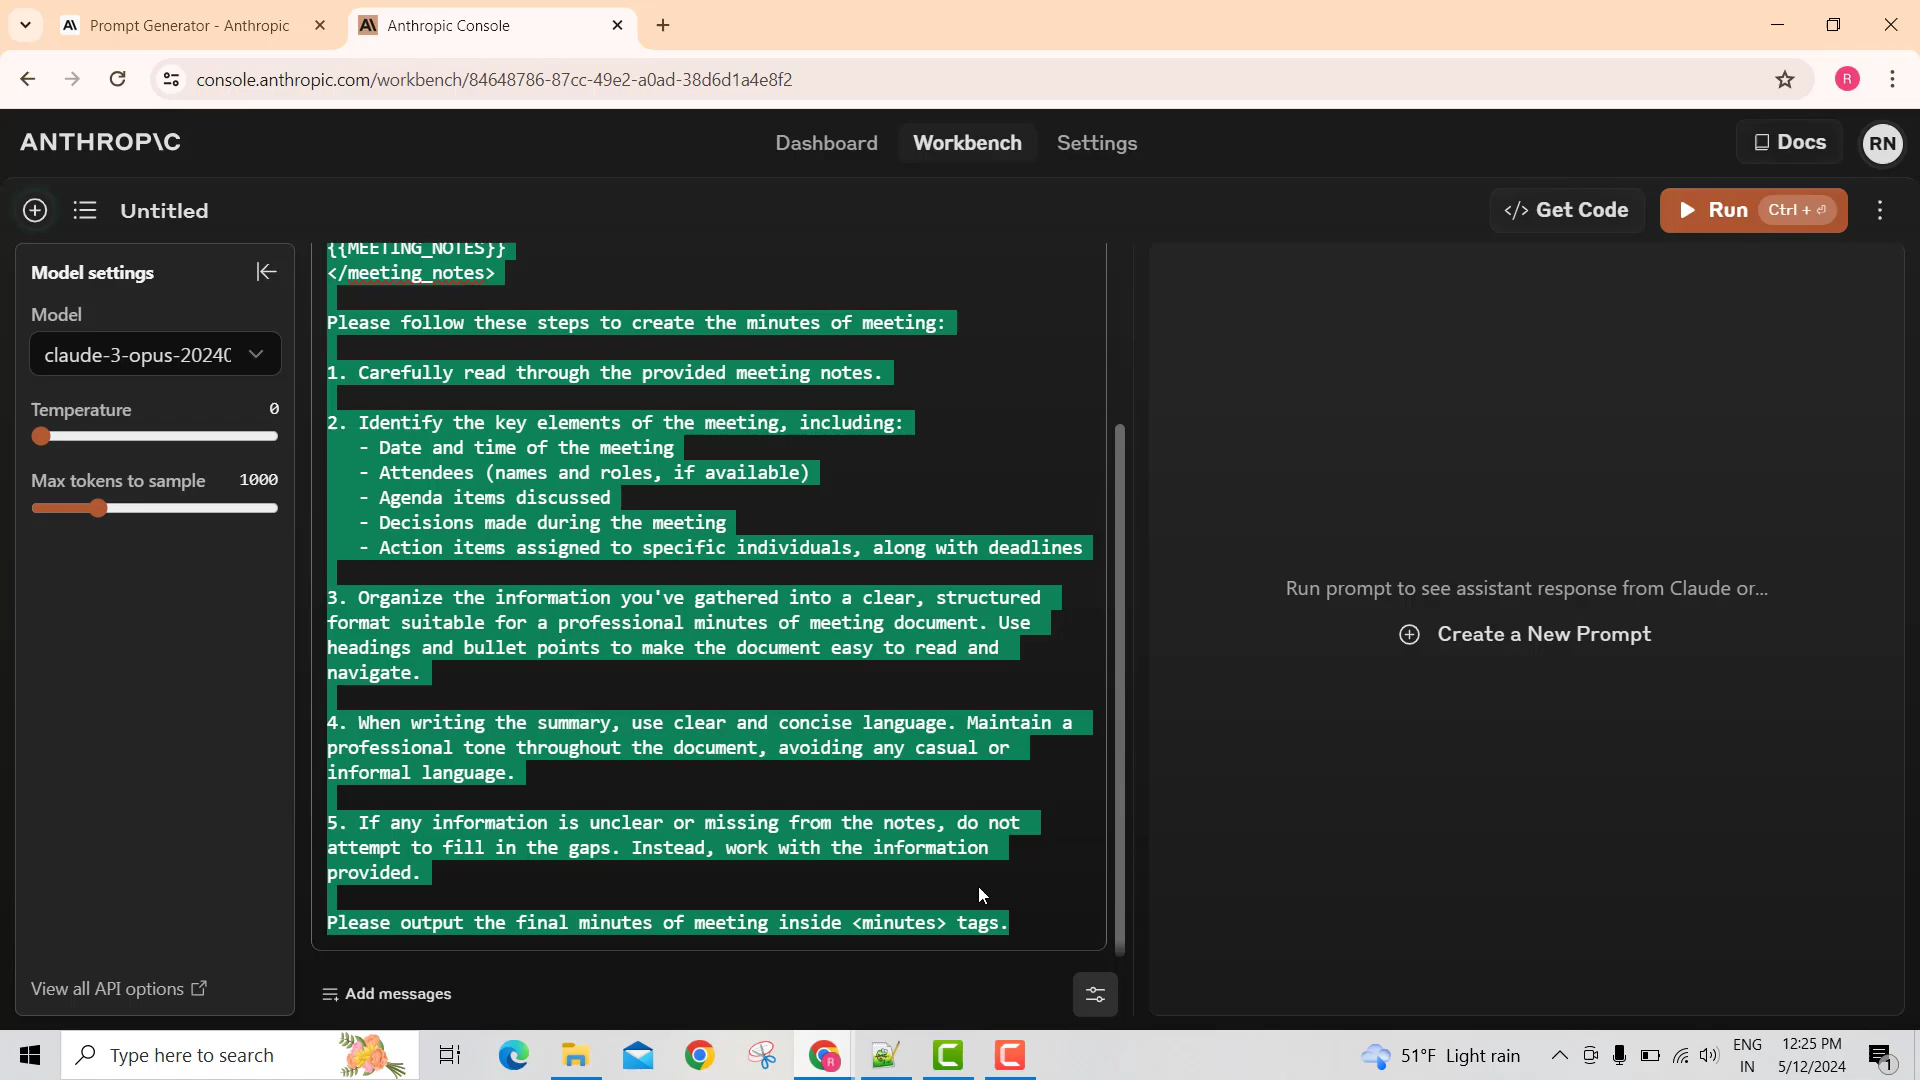 Prompt Generator - Anthropic
Anthropic Console
console.anthropic.com/workbench/84648786-87cc-49e2-a0ad-38d6d1a4e8f2
R
ANTHROP\C
Dashboard
Workbench
Settings
Docs
RN
Untitled
</> Get Code
Run Ctrl + ⏎
Model settings
Model
claude-3-opus-20240
Temperature 0
Max tokens to sample 1000
View all API options
{{MEETING_NOTES}}
</meeting_notes>
Please follow these steps to create the minutes of meeting:
1. Carefully read through the provided meeting notes.
2. Identify the key elements of the meeting, including:
- Date and time of the meeting
- Attendees (names and roles, if available)
- Agenda items discussed
- Decisions made during the meeting
- Action items assigned to specific individuals, along with deadlines
3. Organize the information you've gathered into a clear, structured
format suitable for a professional minutes of meeting document. Use
headings and bullet points to make the document easy to read and
navigate.
4. When writing the summary, use clear and concise language. Maintain a
professional tone throughout the document, avoiding any casual or
informal language.
5. If any information is unclear or missing from the notes, do not
attempt to fill in the gaps. Instead, work with the information
provided.
Please output the final minutes of meeting inside <minutes> tags.
Add messages
Run prompt to see assistant response from Claude or...
Create a New Prompt
Type here to search
51°F Light rain
ENG
IN
12:25 PM
5/12/2024
1